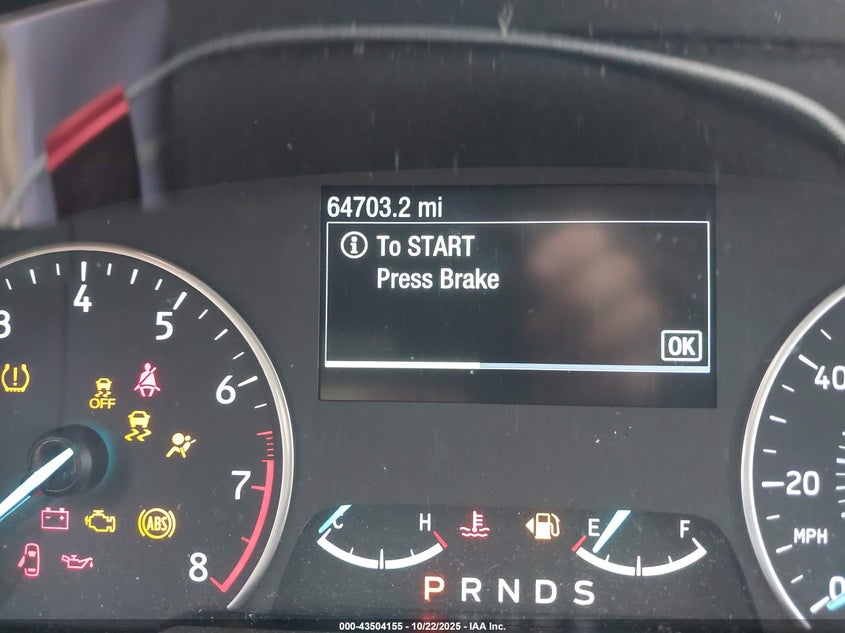 64703.2 mi
To START
Press Brake
OK
3
4
5
6
7
8
OFF
ABS
C H
E F
P R N D S
40
20
MPH
0
000-43504155 - 10/22/2025 - IAA Inc.